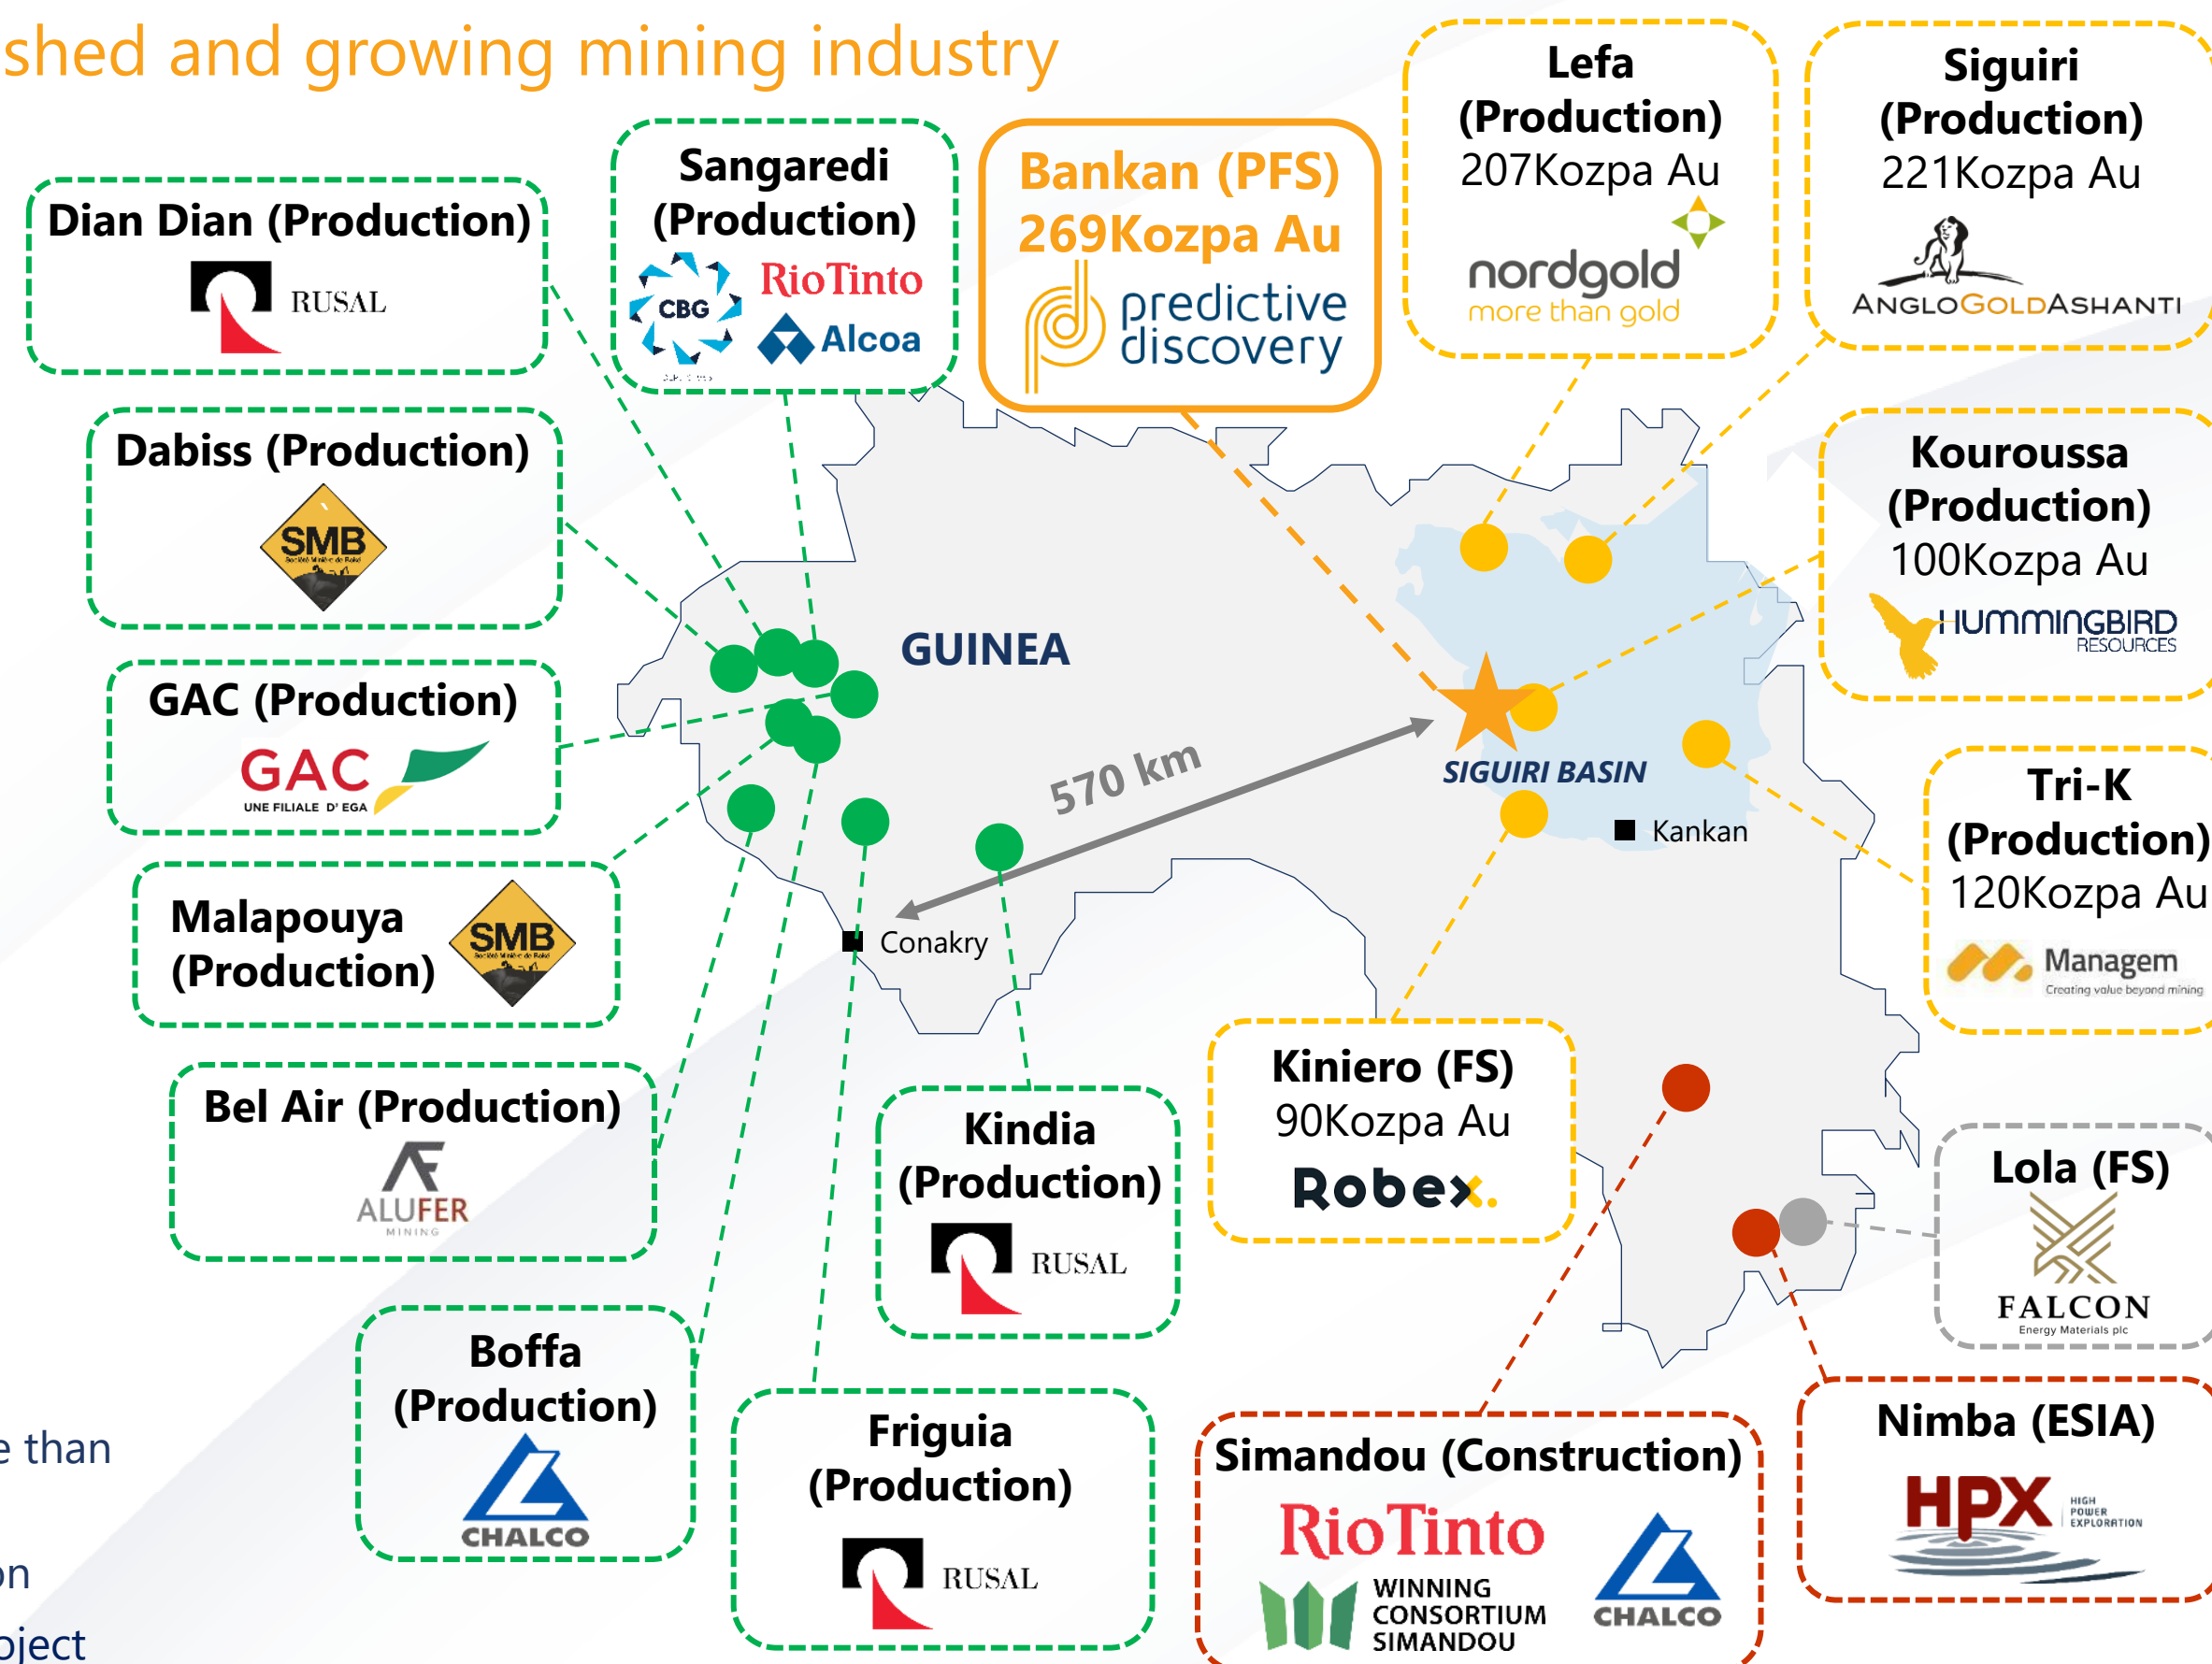 shed and growing mining industry
Dian Dian (Production)
RUSAL
Sangaredi
(Production)
CBG
RioTinto
Alcoa
Bankan (PFS)
269Kozpa Au
predictive
discovery
Lefa
(Production)
207Kozpa Au
nordgold
more than gold
Siguiri
(Production)
221Kozpa Au
ANGLOGOLDASHANTI
Dabiss (Production)
SMB
Kouroussa
(Production)
100Kozpa Au
HUMMINGBIRD
RESOURCES
GAC (Production)
GAC
UNE FILIALE D'EGA
GUINEA
570 km
SIGUIRI BASIN
Kankan
Conakry
Tri-K
(Production)
120Kozpa Au
Managem
Creating value beyond mining
Malapouya
(Production)
SMB
Bel Air (Production)
ALUFER
MINING
Kindia
(Production)
RUSAL
Kiniero (FS)
90Kozpa Au
Robex
Lola (FS)
FALCON
Energy Materials plc
Boffa
(Production)
CHALCO
Friguia
(Production)
RUSAL
Simandou (Construction)
RioTinto
WINNING
CONSORTIUM
SIMANDOU
CHALCO
Nimba (ESIA)
HPX
HIGH
POWER
EXPLORATION
e than
on
oject